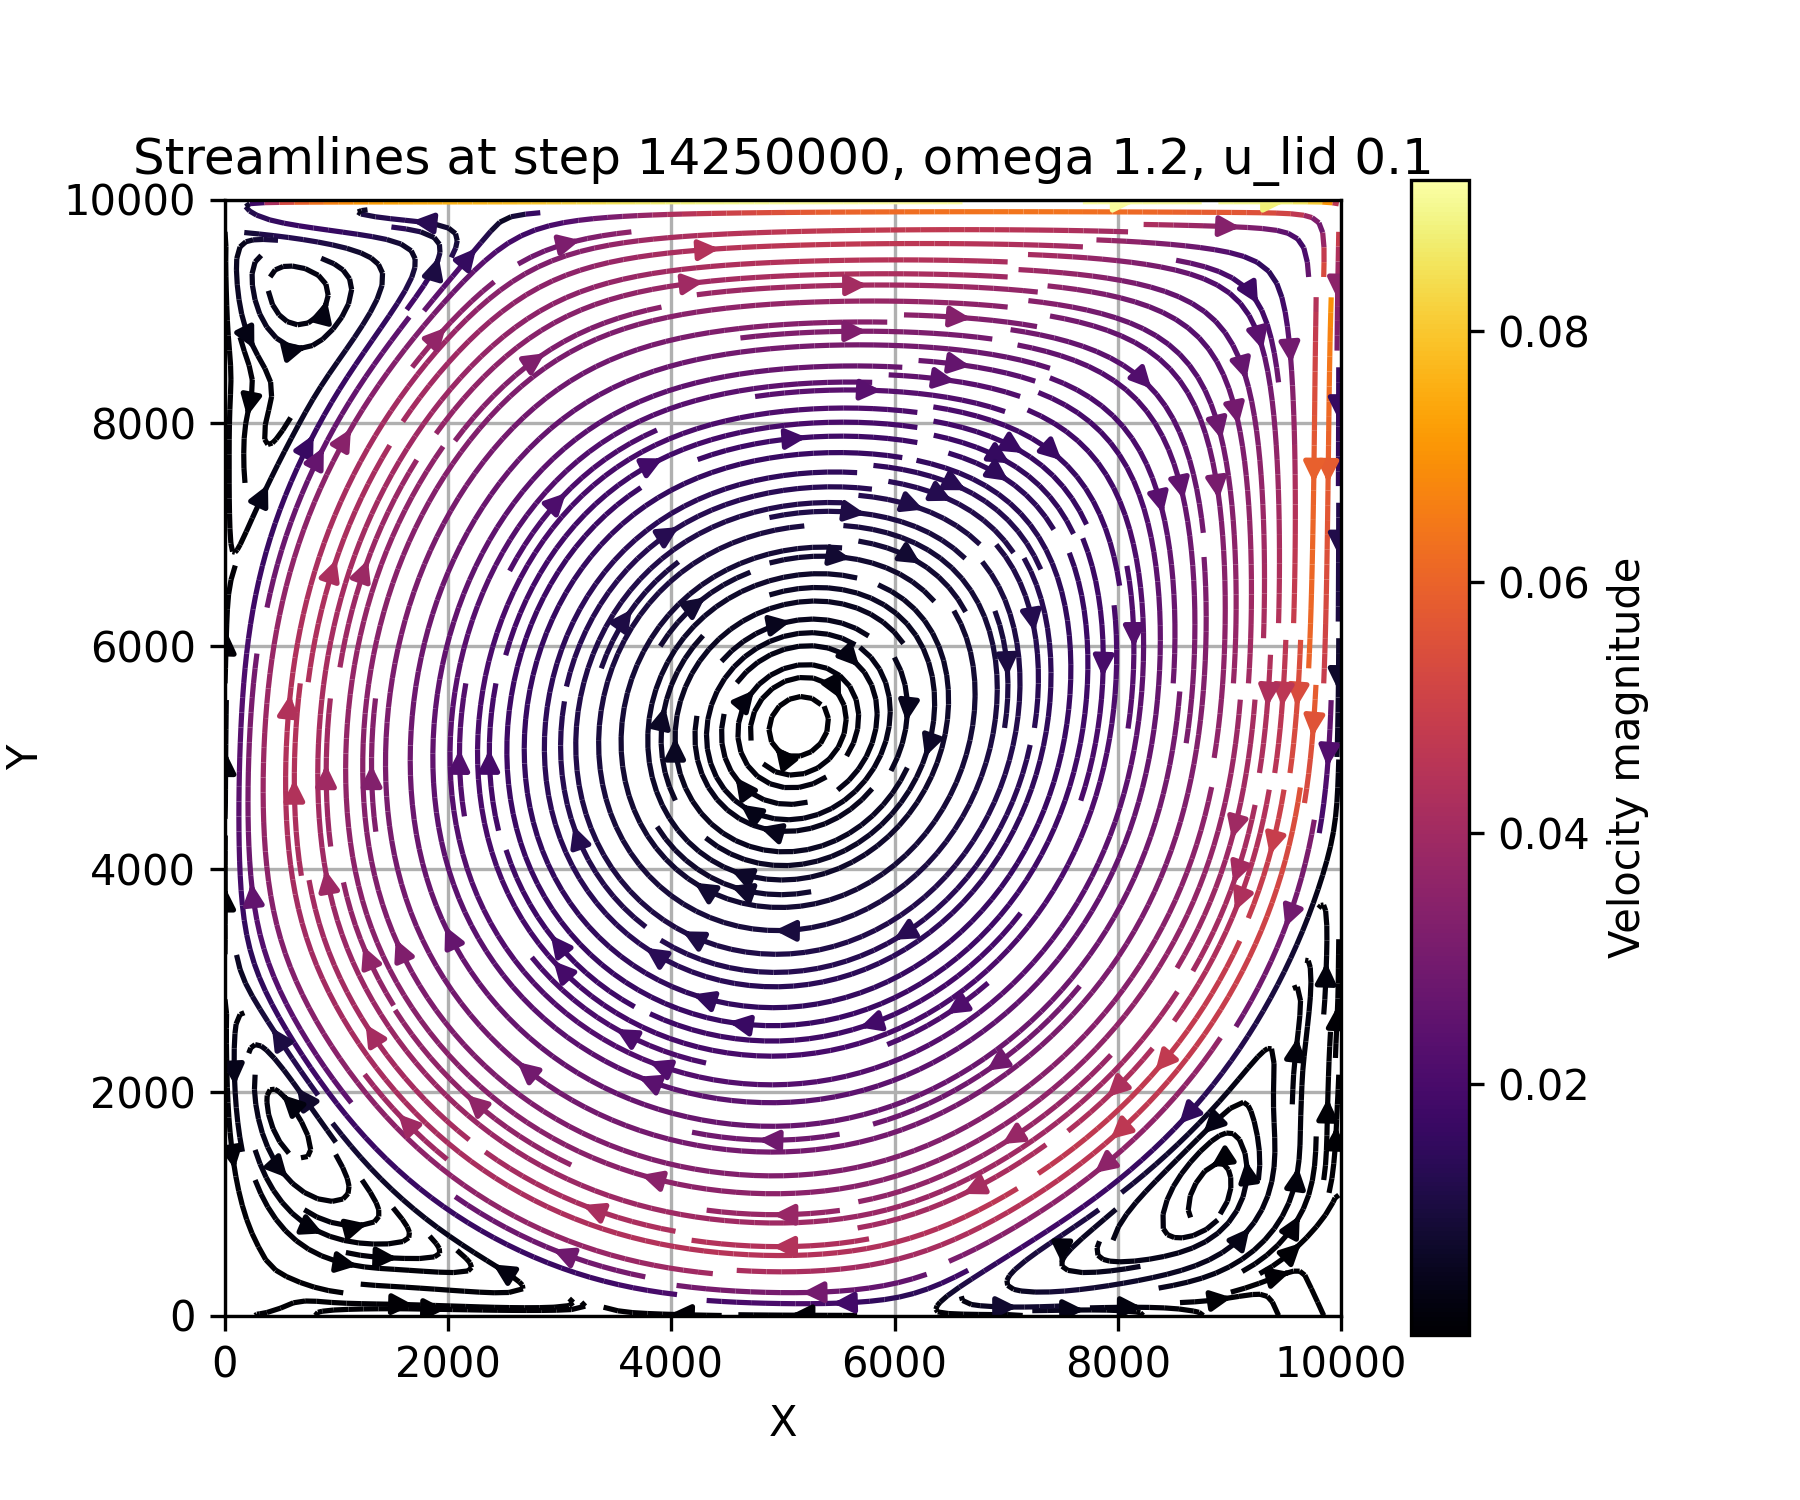 Streamlines at step 14250000, omega 1.2, u_lid 0.1
10000
8000
6000
4000
2000
0
Y
0 2000 4000 6000 8000 10000
X
0.08
0.06
0.04
0.02
Velocity magnitude